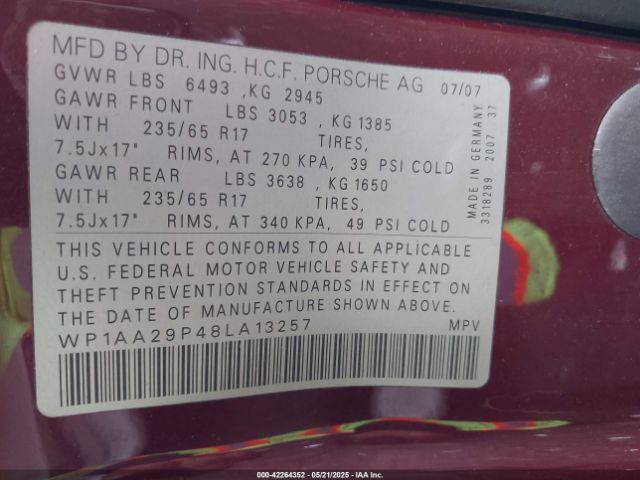 MFD BY DR. ING. H.C.F. PORSCHE AG 07/07
GVWR LBS 6493 ,KG 2945
GAWR FRONT LBS 3053 , KG 1385
WITH 235/65 R17 TIRES,
7.5Jx17" RIMS, AT 270 KPA, 39 PSI COLD
GAWR REAR LBS 3638 , KG 1650
WITH 235/65 R17 TIRES,
7.5Jx17" RIMS, AT 340 KPA, 49 PSI COLD
THIS VEHICLE CONFORMS TO ALL APPLICABLE
U.S. FEDERAL MOTOR VEHICLE SAFETY AND
THEFT PREVENTION STANDARDS IN EFFECT ON
THE DATE OF MANUFACTURE SHOWN ABOVE.
WP1AA29P48LA13257 MPV
MADE IN GERMANY
3318289 2007 37
000-42264352 - 05/21/2025 - IAA Inc.